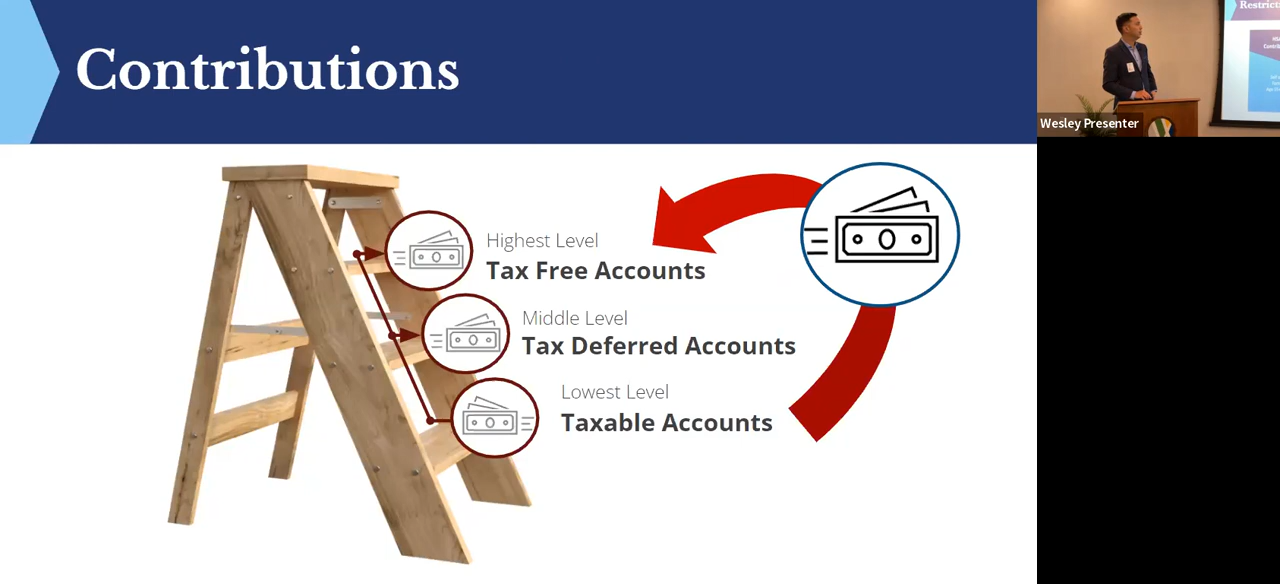 Contributions
Highest Level
Tax Free Accounts
Middle Level
Tax Deferred Accounts
Lowest Level
Taxable Accounts
Wesley Presenter